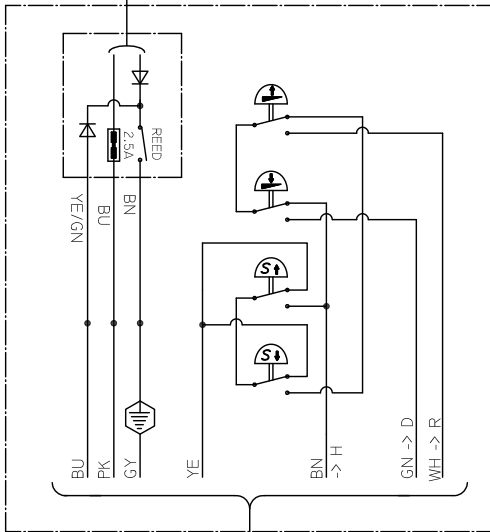 REED
2.5A
BN
BU
YE/GN
S
S
BU
PK
GY
YE
BN
-> H
GN -> D
WH -> R